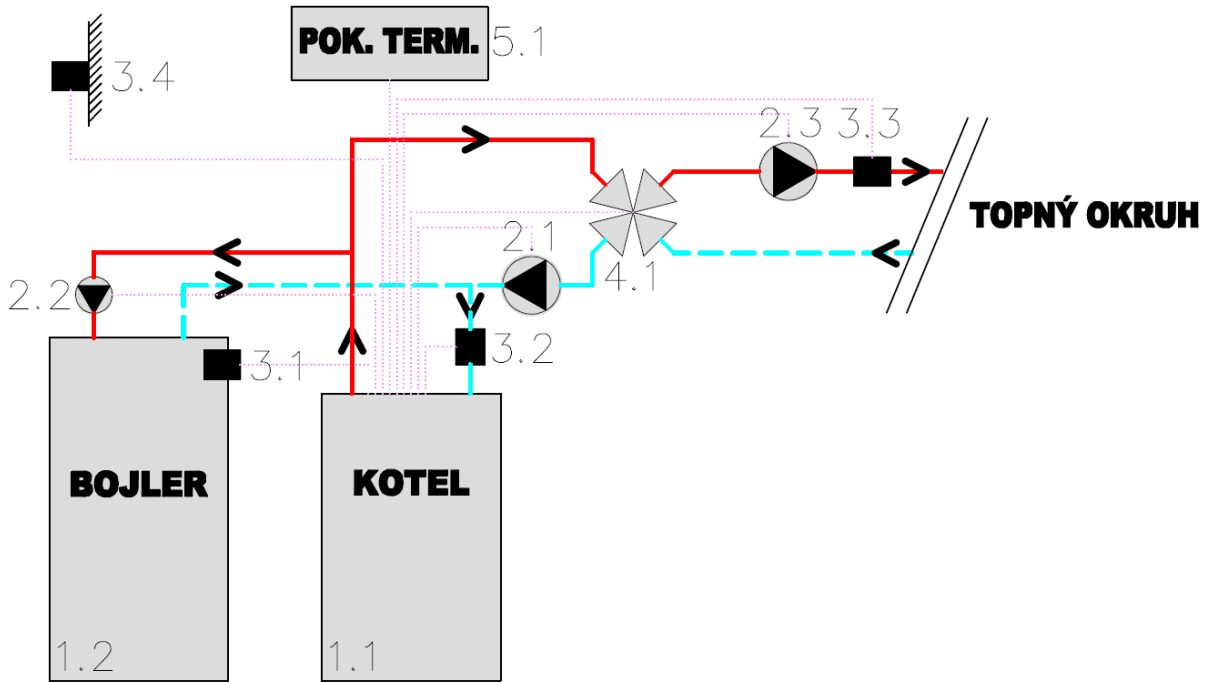 POK. TERM.
5.1
3.4
2.3
3.3
TOPNÝ OKRUH
2.1
4.1
2.2
3.1
3.2
BOJLER
KOTEL
1.2
1.1